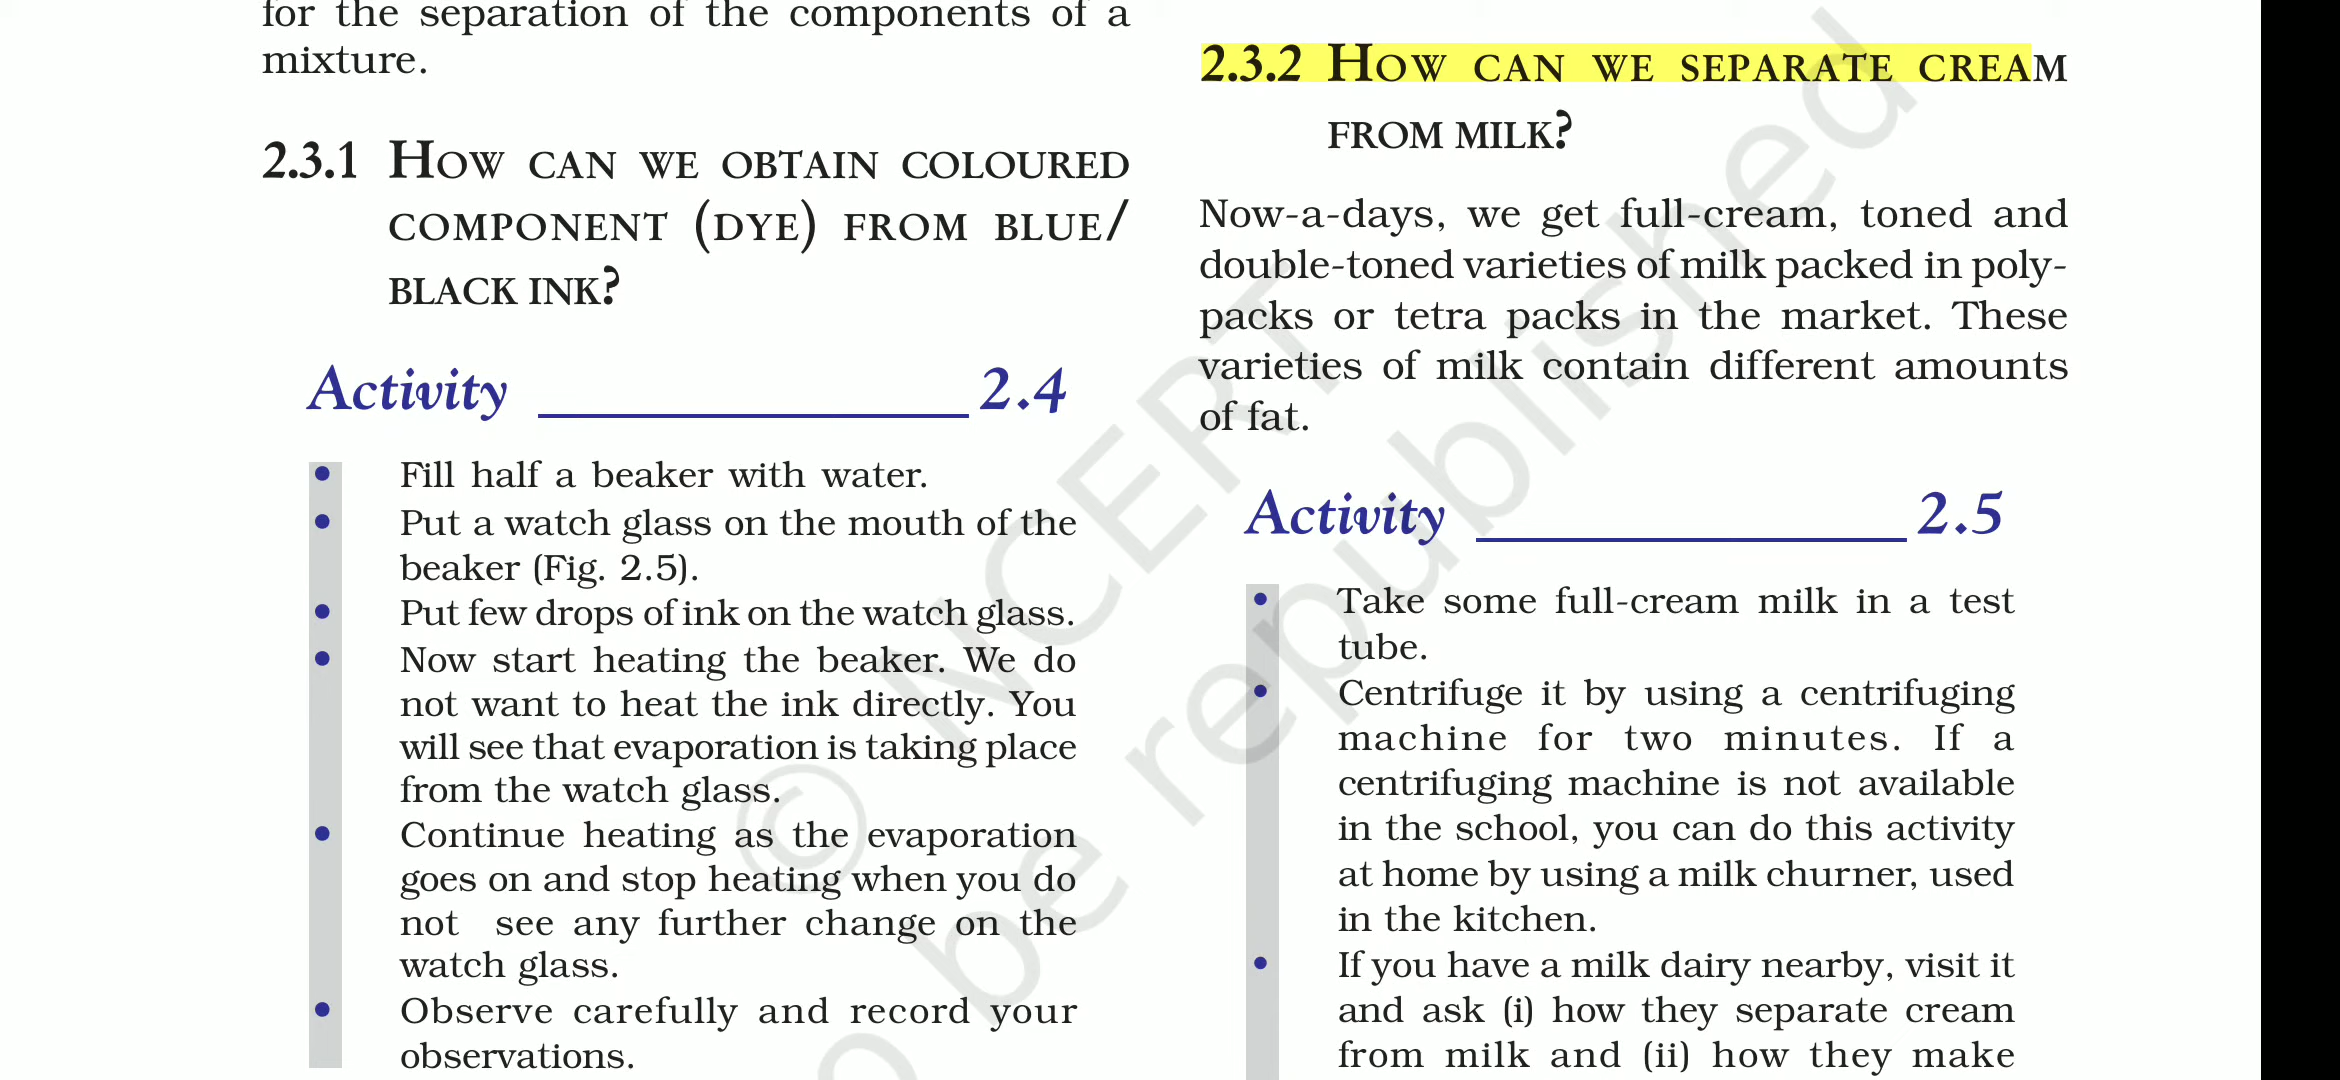 for the separation of the components of a
mixture.
2.3.1 How can we obtain coloured
component (dye) from blue/
black ink?
Activity 2.4
• Fill half a beaker with water.
• Put a watch glass on the mouth of the
beaker (Fig. 2.5).
• Put few drops of ink on the watch glass.
• Now start heating the beaker. We do
not want to heat the ink directly. You
will see that evaporation is taking place
from the watch glass.
• Continue heating as the evaporation
goes on and stop heating when you do
not see any further change on the
watch glass.
• Observe carefully and record your
observations.
2.3.2 How can we separate cream
from milk?
Now-a-days, we get full-cream, toned and
double-toned varieties of milk packed in poly-
packs or tetra packs in the market. These
varieties of milk contain different amounts
of fat.
Activity 2.5
• Take some full-cream milk in a test
tube.
• Centrifuge it by using a centrifuging
machine for two minutes. If a
centrifuging machine is not available
in the school, you can do this activity
at home by using a milk churner, used
in the kitchen.
• If you have a milk dairy nearby, visit it
and ask (i) how they separate cream
from milk and (ii) how they make
© NCERT
o be republished